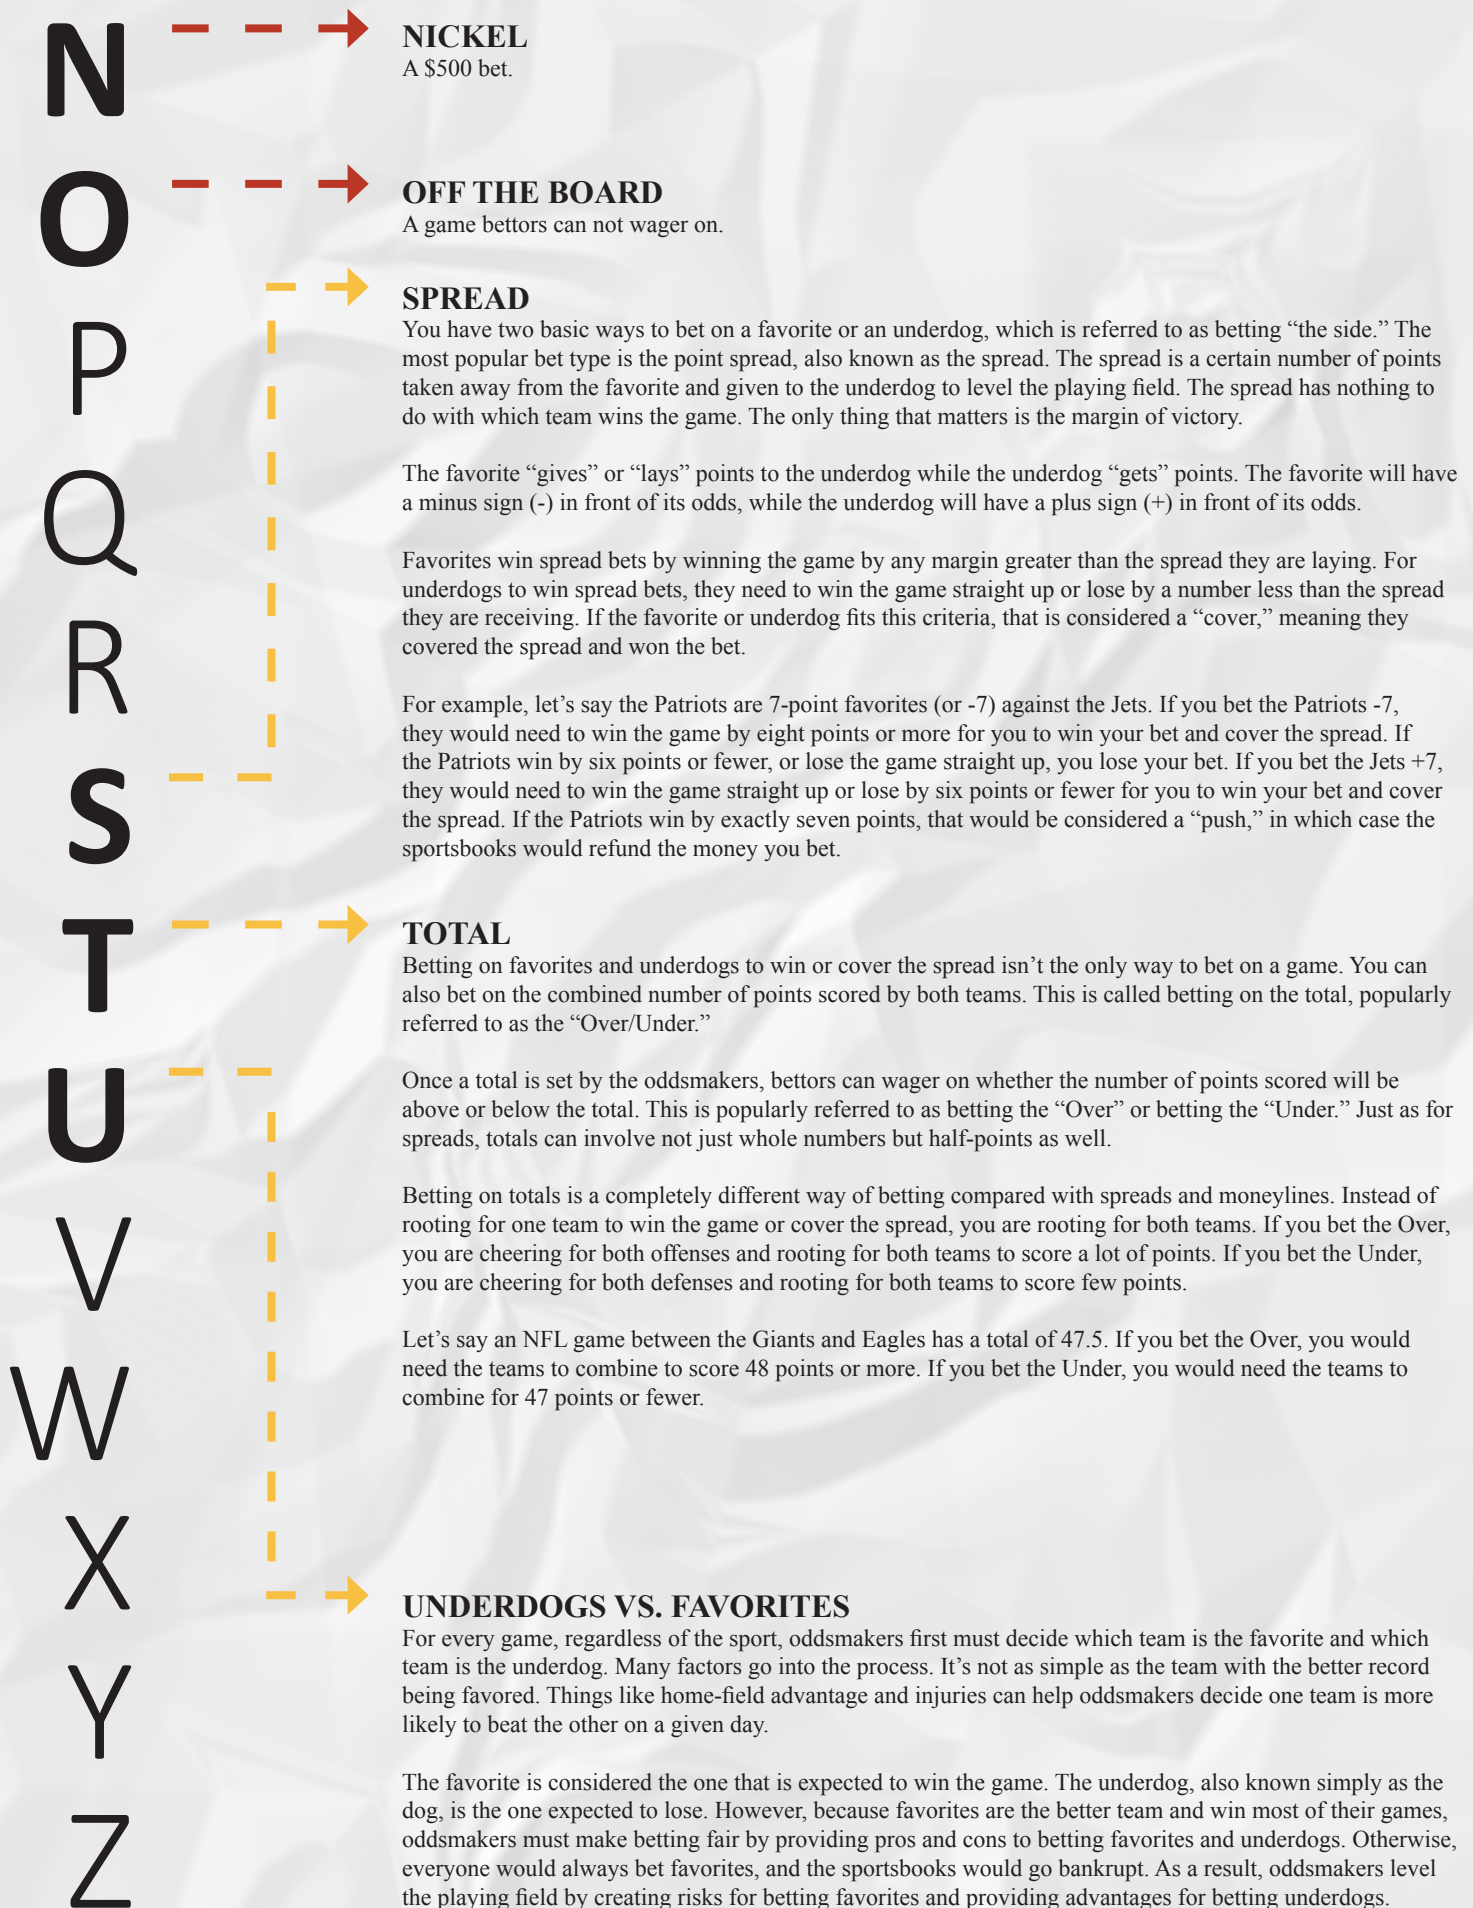 N
NICKEL
A $500 bet.
O
OFF THE BOARD
A game bettors can not wager on.
P
Q
R
S
SPREAD
You have two basic ways to bet on a favorite or an underdog, which is referred to as betting “the side.” The
most popular bet type is the point spread, also known as the spread. The spread is a certain number of points
taken away from the favorite and given to the underdog to level the playing field. The spread has nothing to
do with which team wins the game. The only thing that matters is the margin of victory.
The favorite “gives” or “lays” points to the underdog while the underdog “gets” points. The favorite will have
a minus sign (-) in front of its odds, while the underdog will have a plus sign (+) in front of its odds.
Favorites win spread bets by winning the game by any margin greater than the spread they are laying. For
underdogs to win spread bets, they need to win the game straight up or lose by a number less than the spread
they are receiving. If the favorite or underdog fits this criteria, that is considered a “cover,” meaning they
covered the spread and won the bet.
For example, let’s say the Patriots are 7-point favorites (or -7) against the Jets. If you bet the Patriots -7,
they would need to win the game by eight points or more for you to win your bet and cover the spread. If
the Patriots win by six points or fewer, or lose the game straight up, you lose your bet. If you bet the Jets +7,
they would need to win the game straight up or lose by six points or fewer for you to win your bet and cover
the spread. If the Patriots win by exactly seven points, that would be considered a “push,” in which case the
sportsbooks would refund the money you bet.
T
TOTAL
Betting on favorites and underdogs to win or cover the spread isn’t the only way to bet on a game. You can
also bet on the combined number of points scored by both teams. This is called betting on the total, popularly
referred to as the “Over/Under.”
Once a total is set by the oddsmakers, bettors can wager on whether the number of points scored will be
above or below the total. This is popularly referred to as betting the “Over” or betting the “Under.” Just as for
spreads, totals can involve not just whole numbers but half-points as well.
Betting on totals is a completely different way of betting compared with spreads and moneylines. Instead of
rooting for one team to win the game or cover the spread, you are rooting for both teams. If you bet the Over,
you are cheering for both offenses and rooting for both teams to score a lot of points. If you bet the Under,
you are cheering for both defenses and rooting for both teams to score few points.
Let’s say an NFL game between the Giants and Eagles has a total of 47.5. If you bet the Over, you would
need the teams to combine to score 48 points or more. If you bet the Under, you would need the teams to
combine for 47 points or fewer.
U
V
W
X
Y
Z
UNDERDOGS VS. FAVORITES
For every game, regardless of the sport, oddsmakers first must decide which team is the favorite and which
team is the underdog. Many factors go into the process. It’s not as simple as the team with the better record
being favored. Things like home-field advantage and injuries can help oddsmakers decide one team is more
likely to beat the other on a given day.
The favorite is considered the one that is expected to win the game. The underdog, also known simply as the
dog, is the one expected to lose. However, because favorites are the better team and win most of their games,
oddsmakers must make betting fair by providing pros and cons to betting favorites and underdogs. Otherwise,
everyone would always bet favorites, and the sportsbooks would go bankrupt. As a result, oddsmakers level
the playing field by creating risks for betting favorites and providing advantages for betting underdogs.